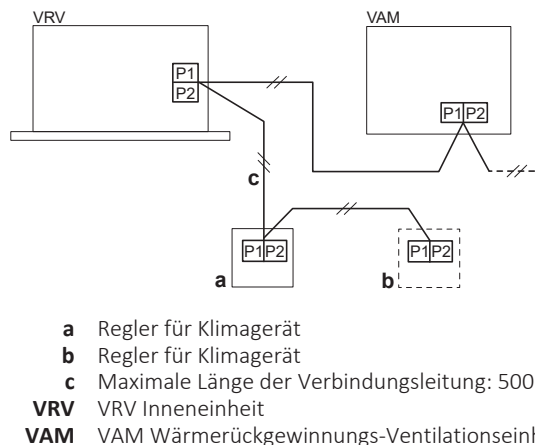 VRV
VAM
P1
P2
P1 P2
c
P1 P2
P1 P2
a
b
a Regler für Klimagerät
b Regler für Klimagerät
c Maximale Länge der Verbindungsleitung: 500
VRV VRV Inneneinheit
VAM VAM Wärmerückgewinnungs-